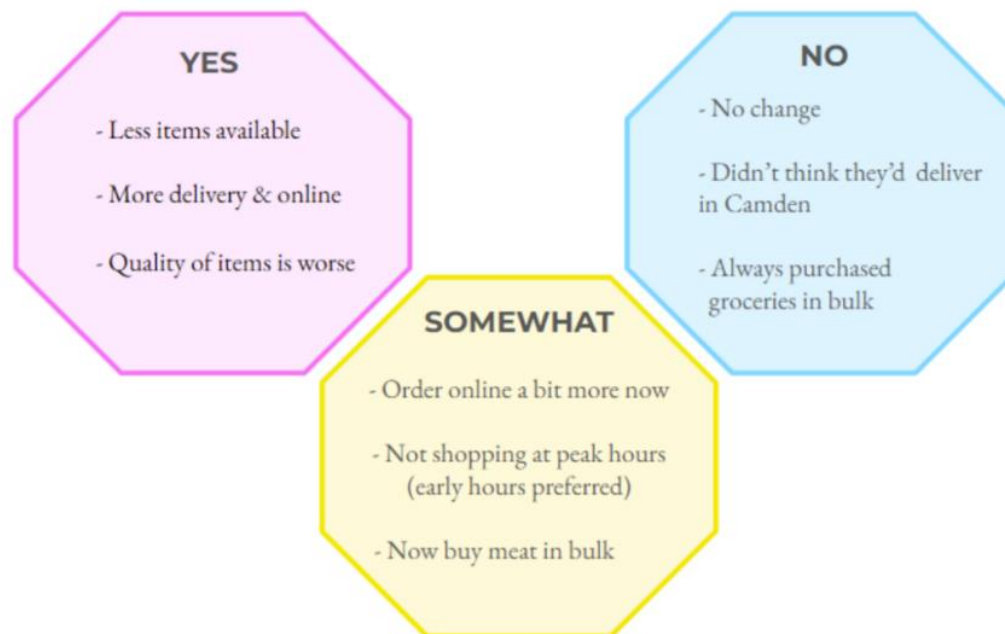 YES
- Less items available
- More delivery & online
- Quality of items is worse
NO
- No change
- Didn’t think they’d deliver
in Camden
- Always purchased
groceries in bulk
SOMEWHAT
- Order online a bit more now
- Not shopping at peak hours
(early hours preferred)
- Now buy meat in bulk